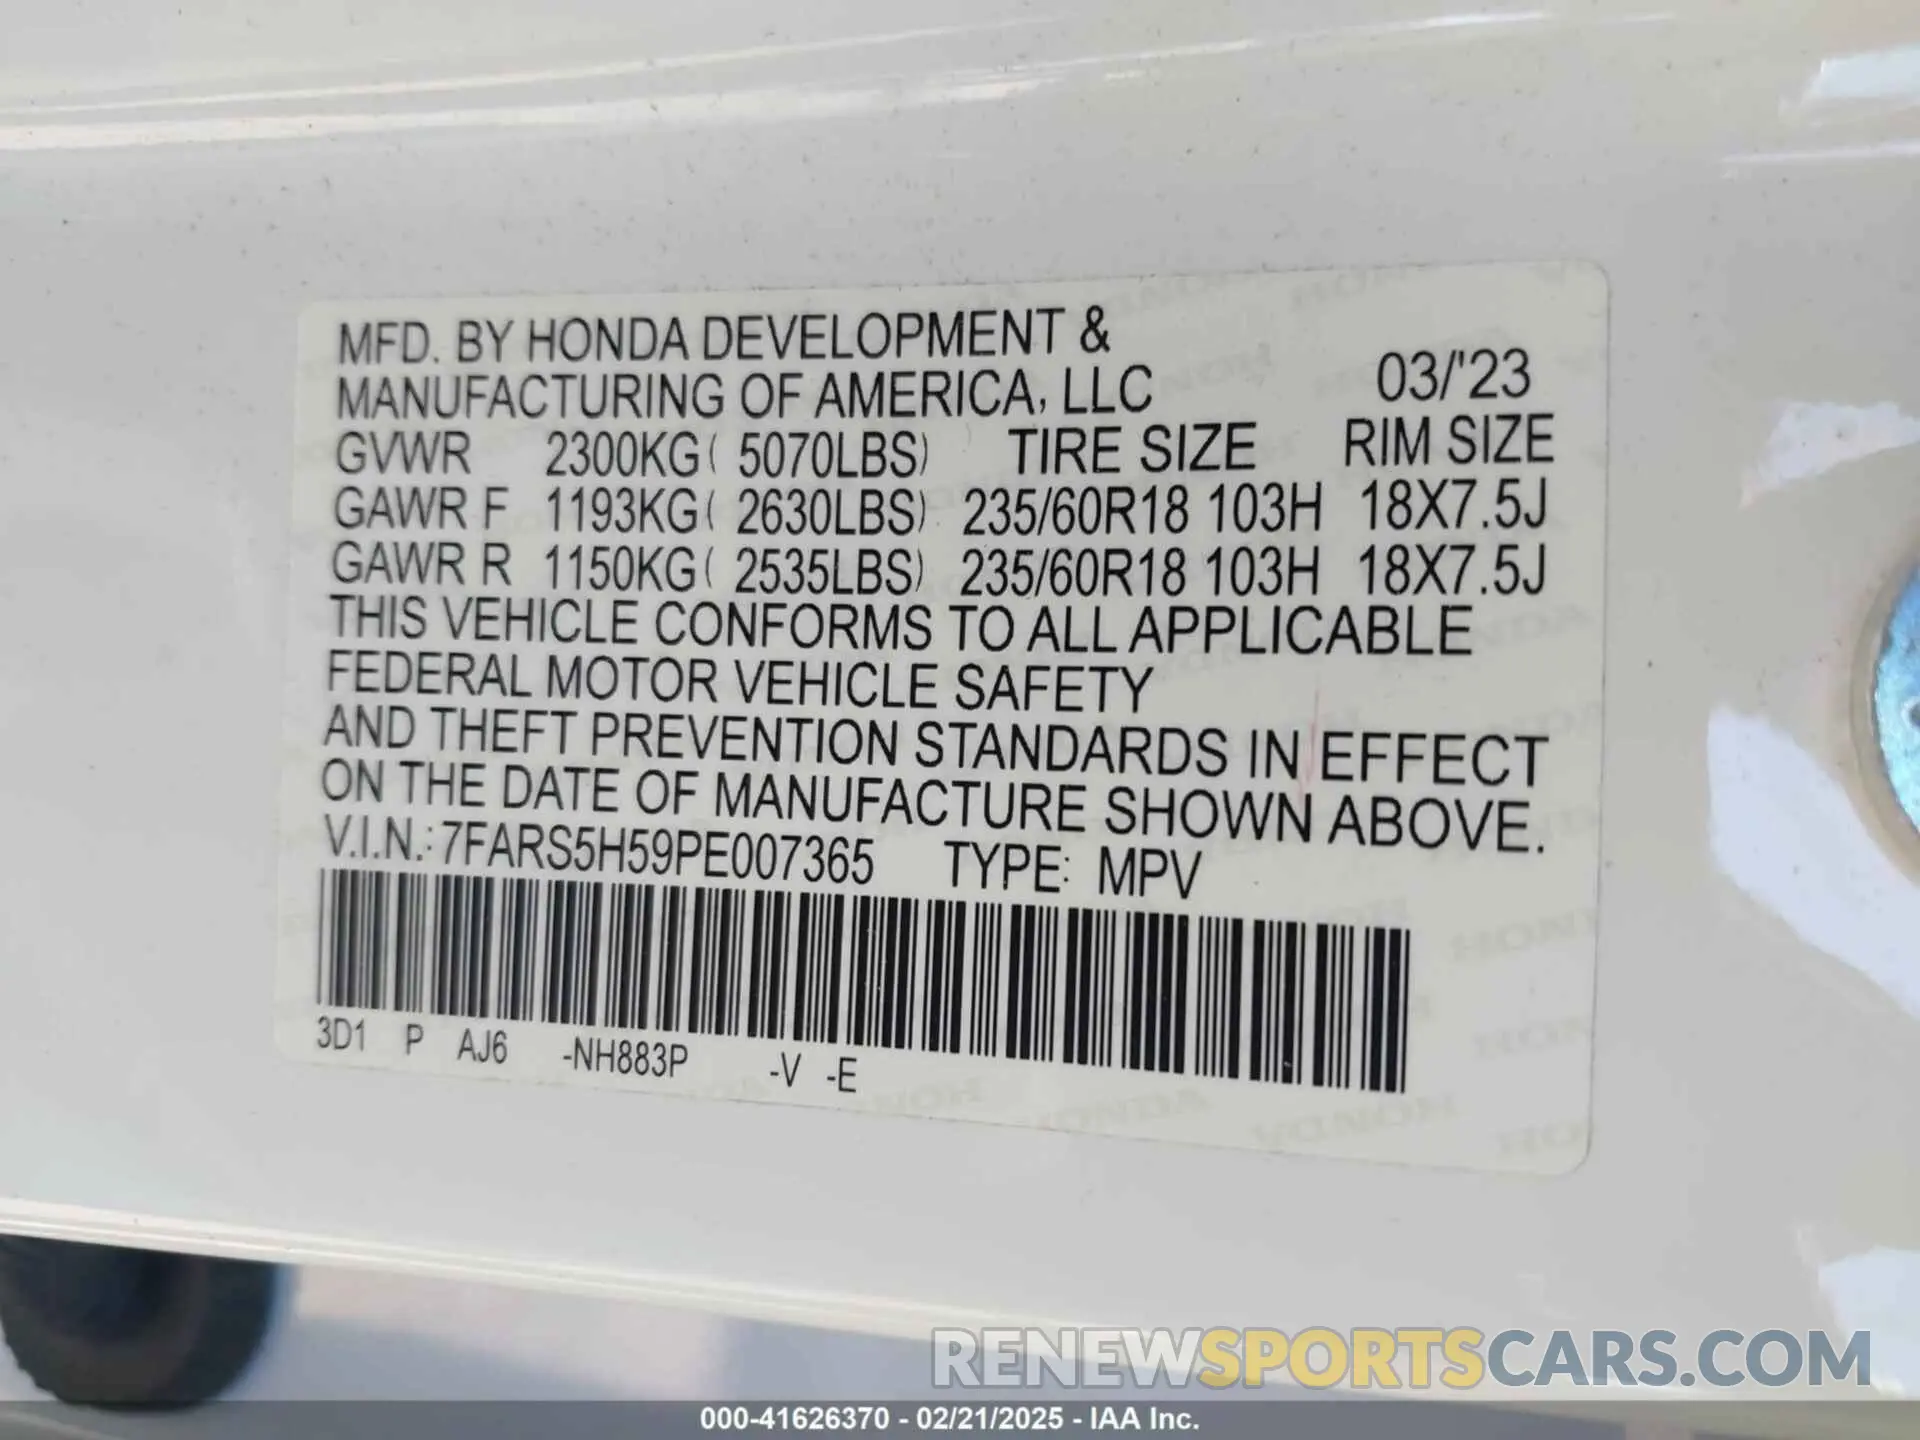 MFD. BY HONDA DEVELOPMENT &
MANUFACTURING OF AMERICA, LLC 03/'23
GVWR 2300KG( 5070LBS) TIRE SIZE RIM SIZE
GAWR F 1193KG( 2630LBS) 235/60R18 103H 18X7.5J
GAWR R 1150KG( 2535LBS) 235/60R18 103H 18X7.5J
THIS VEHICLE CONFORMS TO ALL APPLICABLE
FEDERAL MOTOR VEHICLE SAFETY
AND THEFT PREVENTION STANDARDS IN EFFECT
ON THE DATE OF MANUFACTURE SHOWN ABOVE.
V.I.N.: 7FARS5H59PE007365 TYPE: MPV
3D1 P AJ6 -NH883P -V -E
RENEWSPORTSCARS.COM
000-41626370 - 02/21/2025 - IAA Inc.